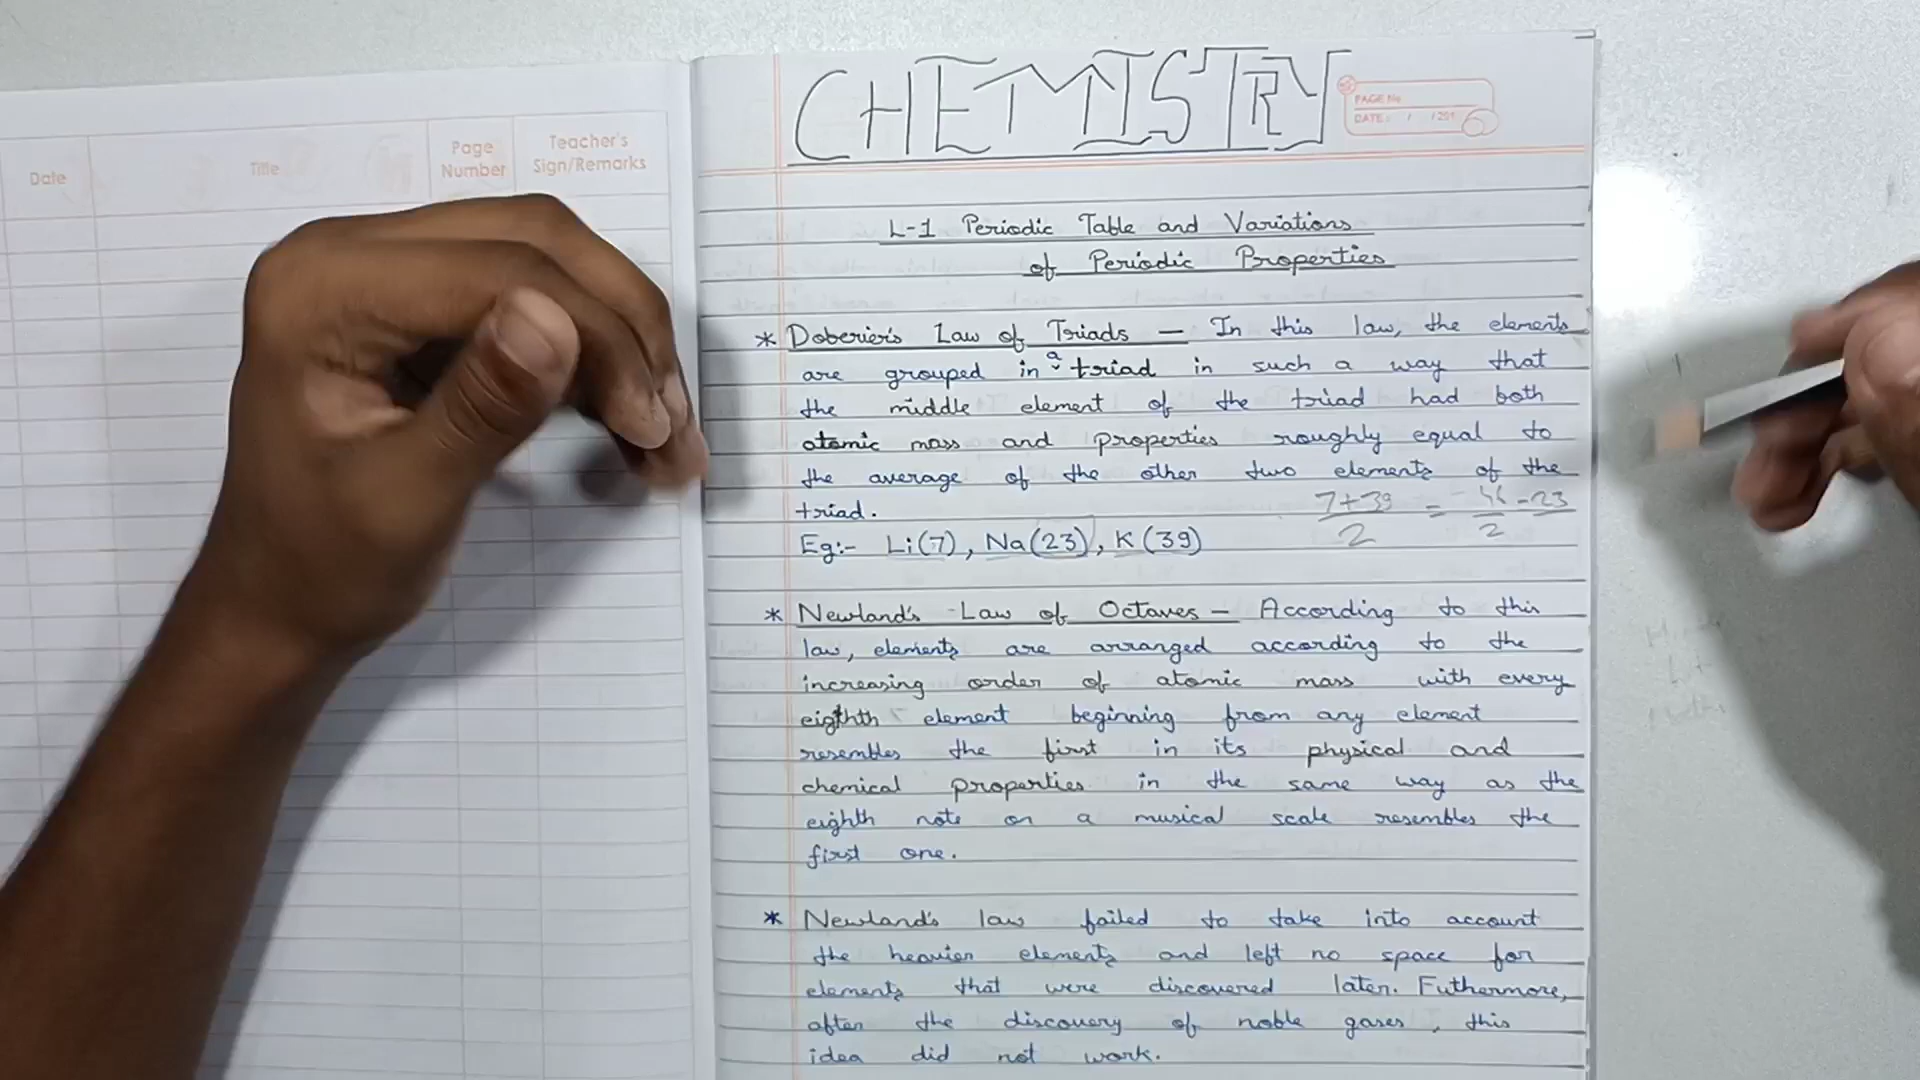 CHEMISTRY
PAGE No
DATE: / /201
Date
Title
Page
Number
Teacher's
Sign/Remarks
L-1 Periodic Table and Variations
of Periodic Properties
* Doberier's Law of Triads — In this law, the elements
are grouped in a triad in such a way that
the middle element of the triad had both
atomic mass and properties roughly equal to
the average of the other two elements of the
triad.
7+39 = 46 = 23
2 2
Eg:- Li(7), Na(23), K(39)
* Newland's Law of Octaves — According to this
law, elements are arranged according to the
increasing order of atomic mass with every
eigthth element beginning from any element
resembles the first in its physical and
chemical properties in the same way as the
eighth note on a musical scale resembles the
first one.
* Newland's law failed to take into account
the heavier elements and left no space for
elements that were discovered later. Futhermore,
after the discovery of noble gases, this
idea did not work.